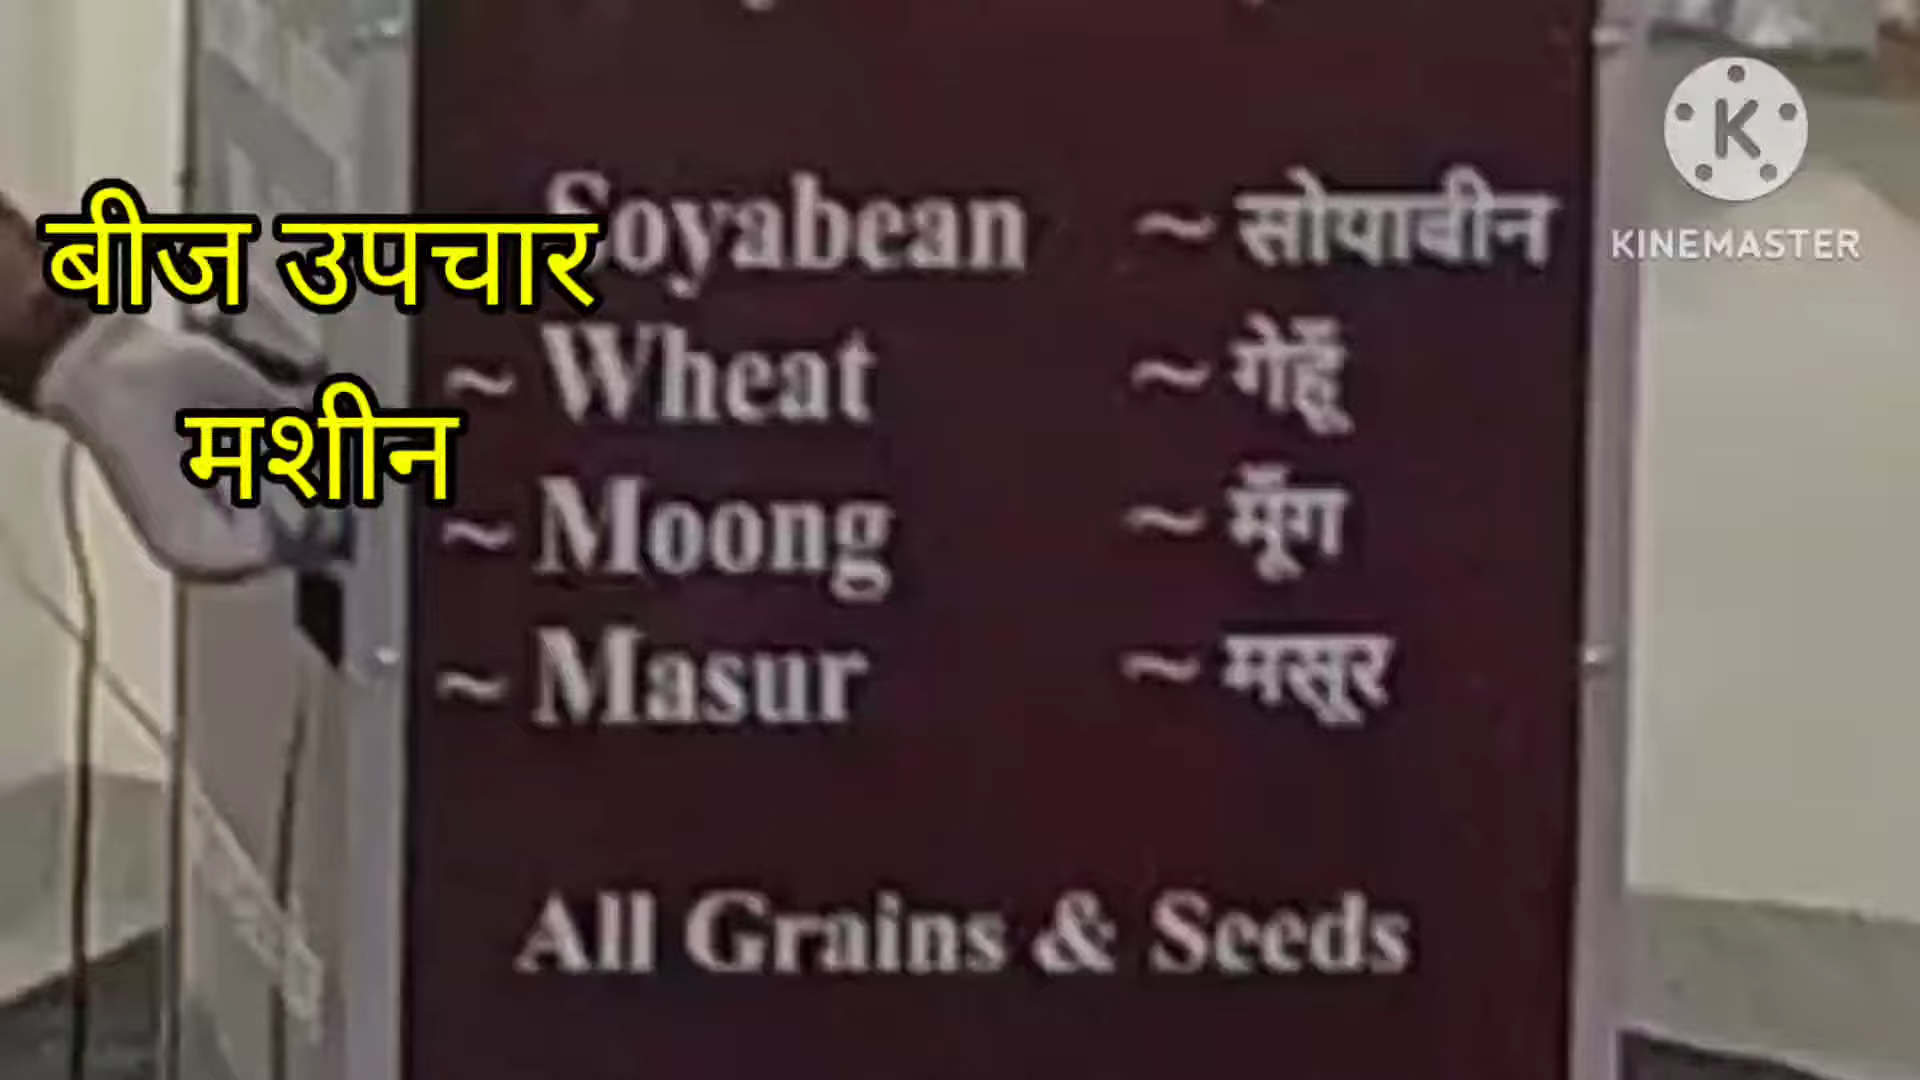 बीज उपचार
मशीन
Soyabean ~ सोयाबीन
~ Wheat ~ गेहूँ
~ Moong ~ मूँग
~ Masur ~ मसूर
All Grains & Seeds
K
KINEMASTER